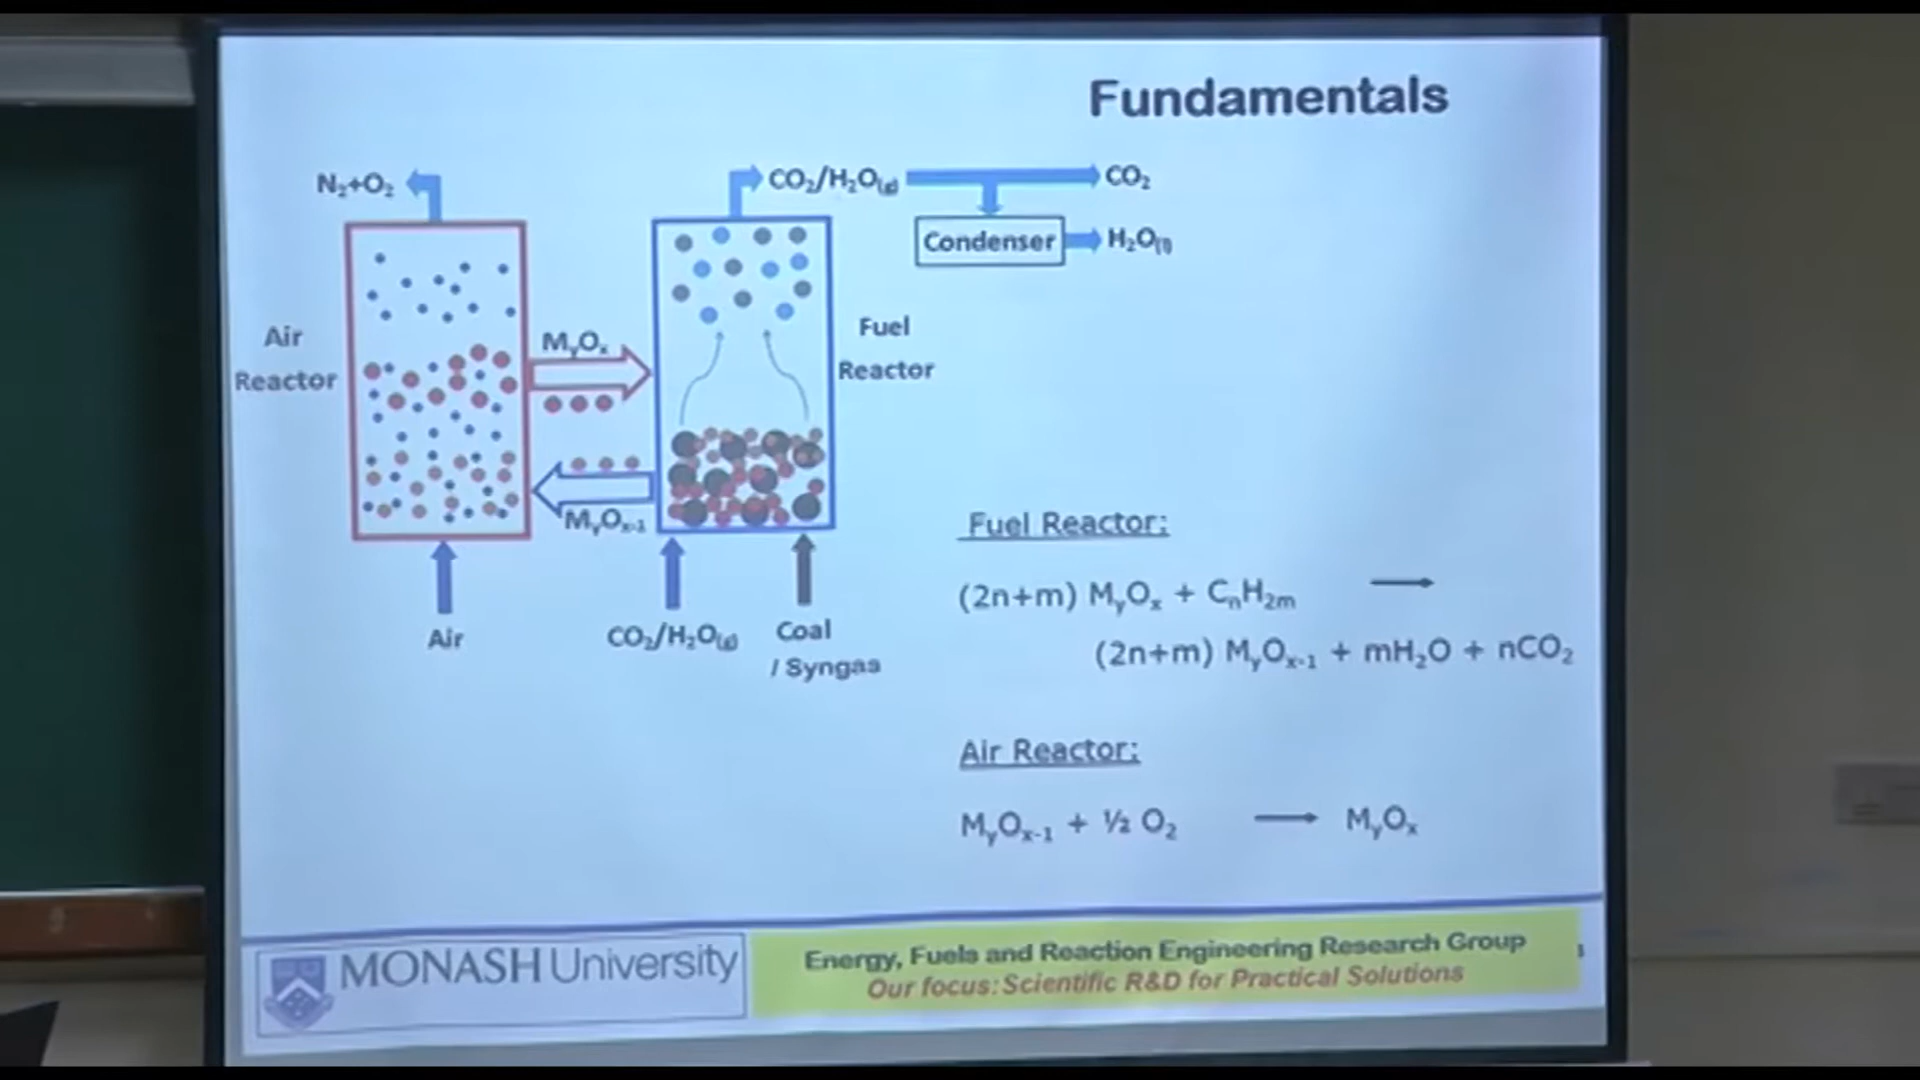 Fundamentals
N₂+O₂
CO₂/H₂O(g)
CO₂
Condenser
H₂O(l)
Air
Reactor
MyOₓ
Fuel
Reactor
MyOₓ₋₁
Air
CO₂/H₂O(g)
Coal
/ Syngas
Fuel Reactor:
(2n+m) MyOₓ + CₙH₂ₘ ⟶
(2n+m) MyOₓ₋₁ + mH₂O + nCO₂
Air Reactor:
MyOₓ₋₁ + ½ O₂ ⟶ MyOₓ
MONASH University
Energy, Fuels and Reaction Engineering Research Group
Our focus: Scientific R&D for Practical Solutions